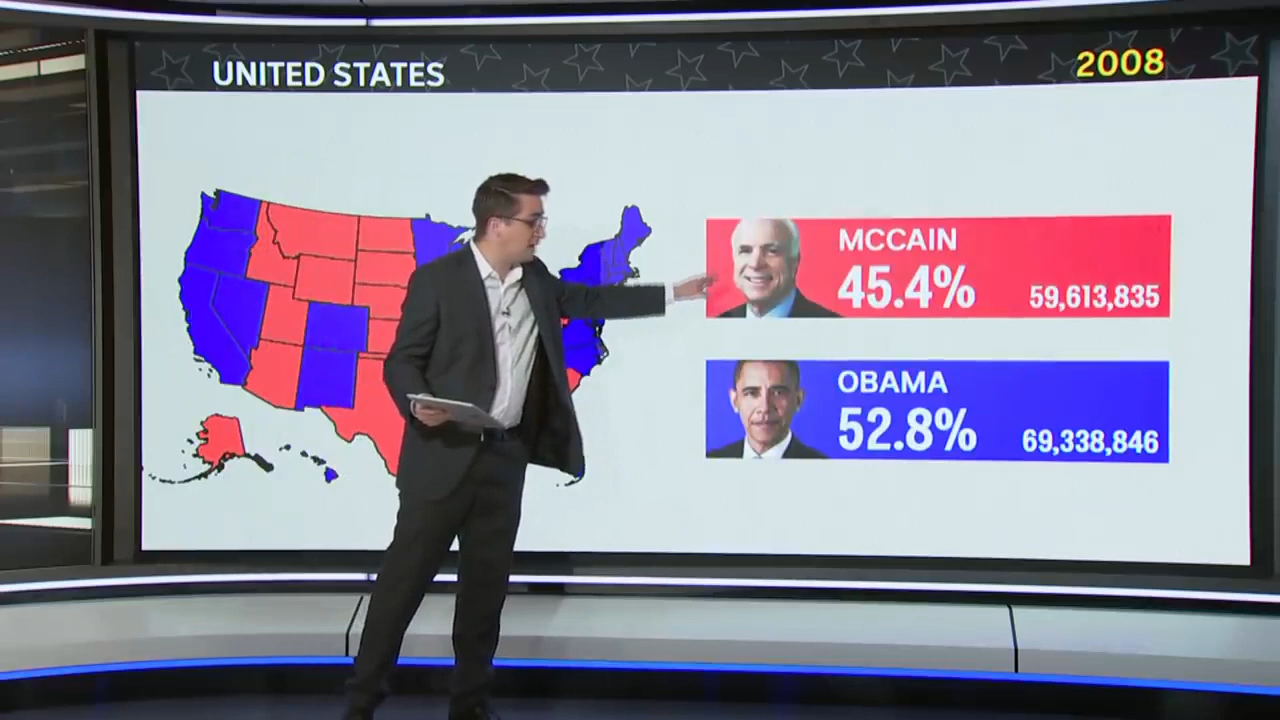 UNITED STATES
2008
MCCAIN
45.4% 59,613,835
OBAMA
52.8% 69,338,846